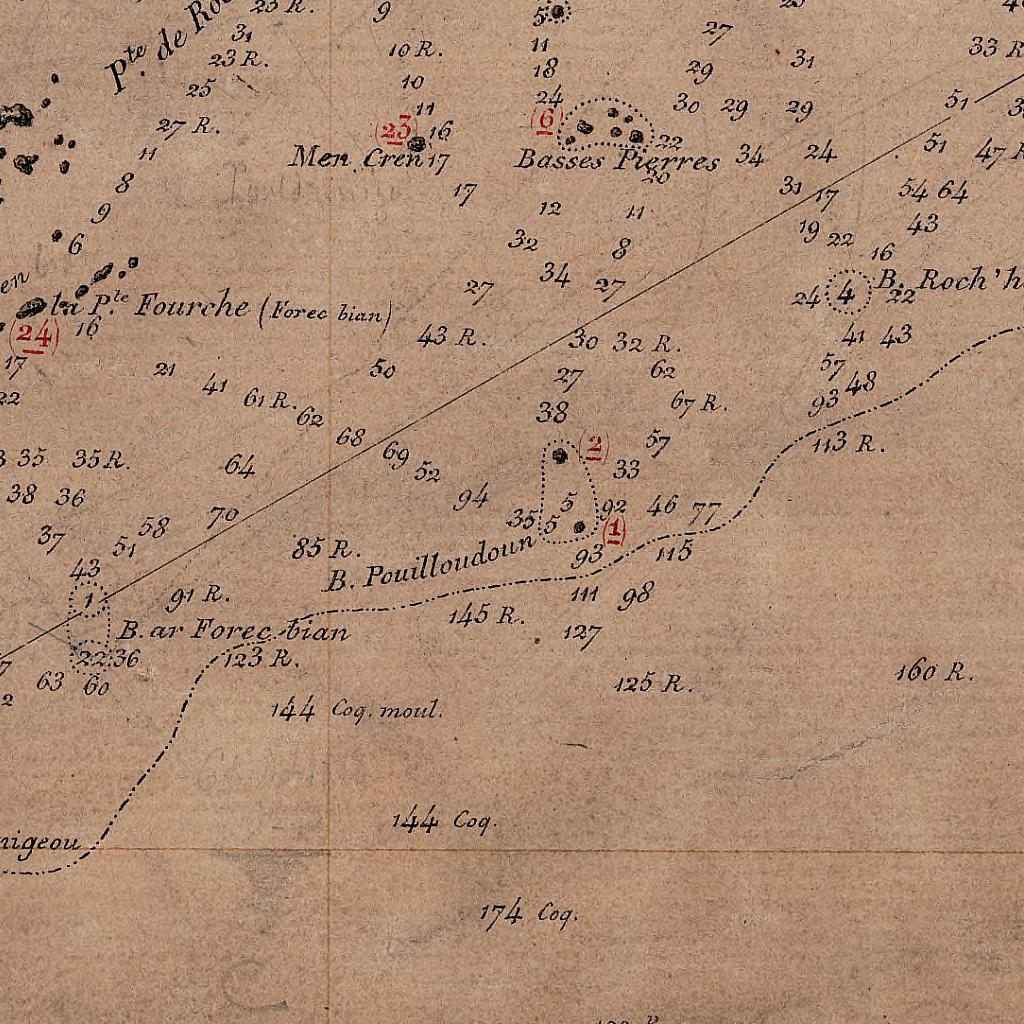 23 R.
9
5
31
11
27
Pte. de Roc
23 R.
10 R.
33 R
31
18
29
25
10
24
30 29 29
51
27 R.
11
(6)
(23) 16
22
51
11
Men Cren 17
Basses Pierres 34 24
47 R
8
17
31 17
54 64
9
12 11
19 22
43
6
32 8
16
34
B. Roch'h
27 27
24 4 22
en
la Pte Fourche (Forec bian)
(24) 16
43 R.
30 32 R.
41 43
17
21
50
27
62
57
22
41
61 R.
38
67 R.
93 48
62
68
(2) 57
113 R.
35 35 R.
64
69
52
33
38 36
94
5
92 46 77
37
58
70
35 5
(1)
51
85 R.
B. Pouilloudoun
93
115
43
1
91 R.
111 98
145 R.
B. ar Forec bian
127
22 36
123 R.
63 60
125 R.
160 R.
144 Coq. moul.
144 Coq.
nigeou
174 Coq.